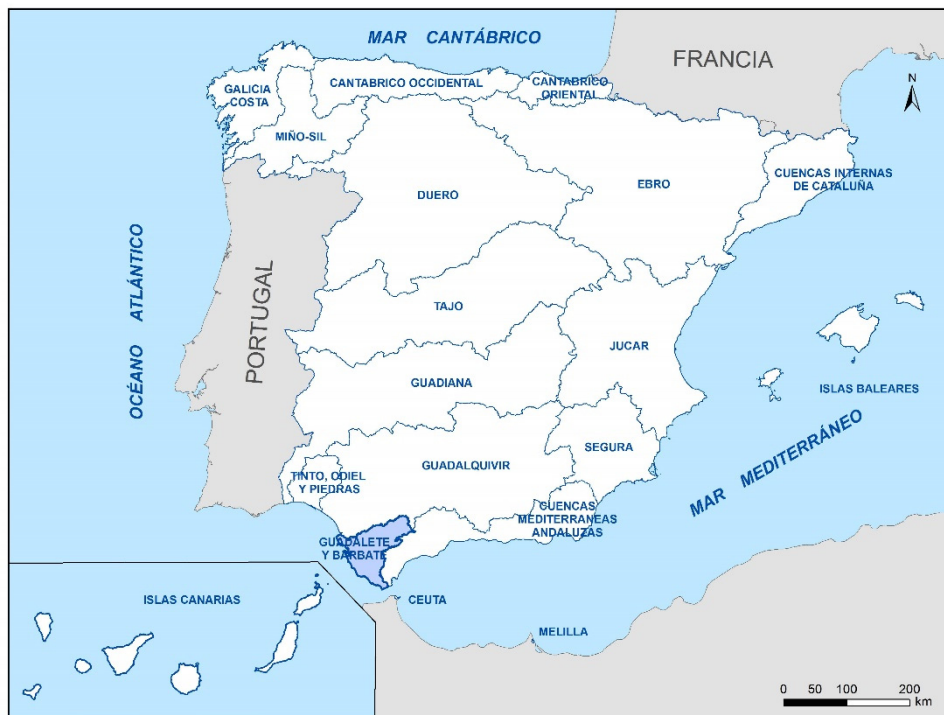 MAR CANTÁBRICO
FRANCIA
N
GALICIA
COSTA
CANTABRICO OCCIDENTAL
CANTABRICO
ORIENTAL
MIÑO-SIL
CUENCAS INTERNAS
DE CATALUÑA
DUERO
EBRO
OCÉANO ATLÁNTICO
PORTUGAL
TAJO
JUCAR
GUADIANA
ISLAS BALEARES
MAR MEDITERRÁNEO
SEGURA
GUADALQUIVIR
TINTO, ODIEL
Y PIEDRAS
CUENCAS
MEDITERRANEAS
ANDALUZAS
GUADALETE
Y BARBATE
ISLAS CANARIAS
CEUTA
MELILLA
0 50 100 200
km